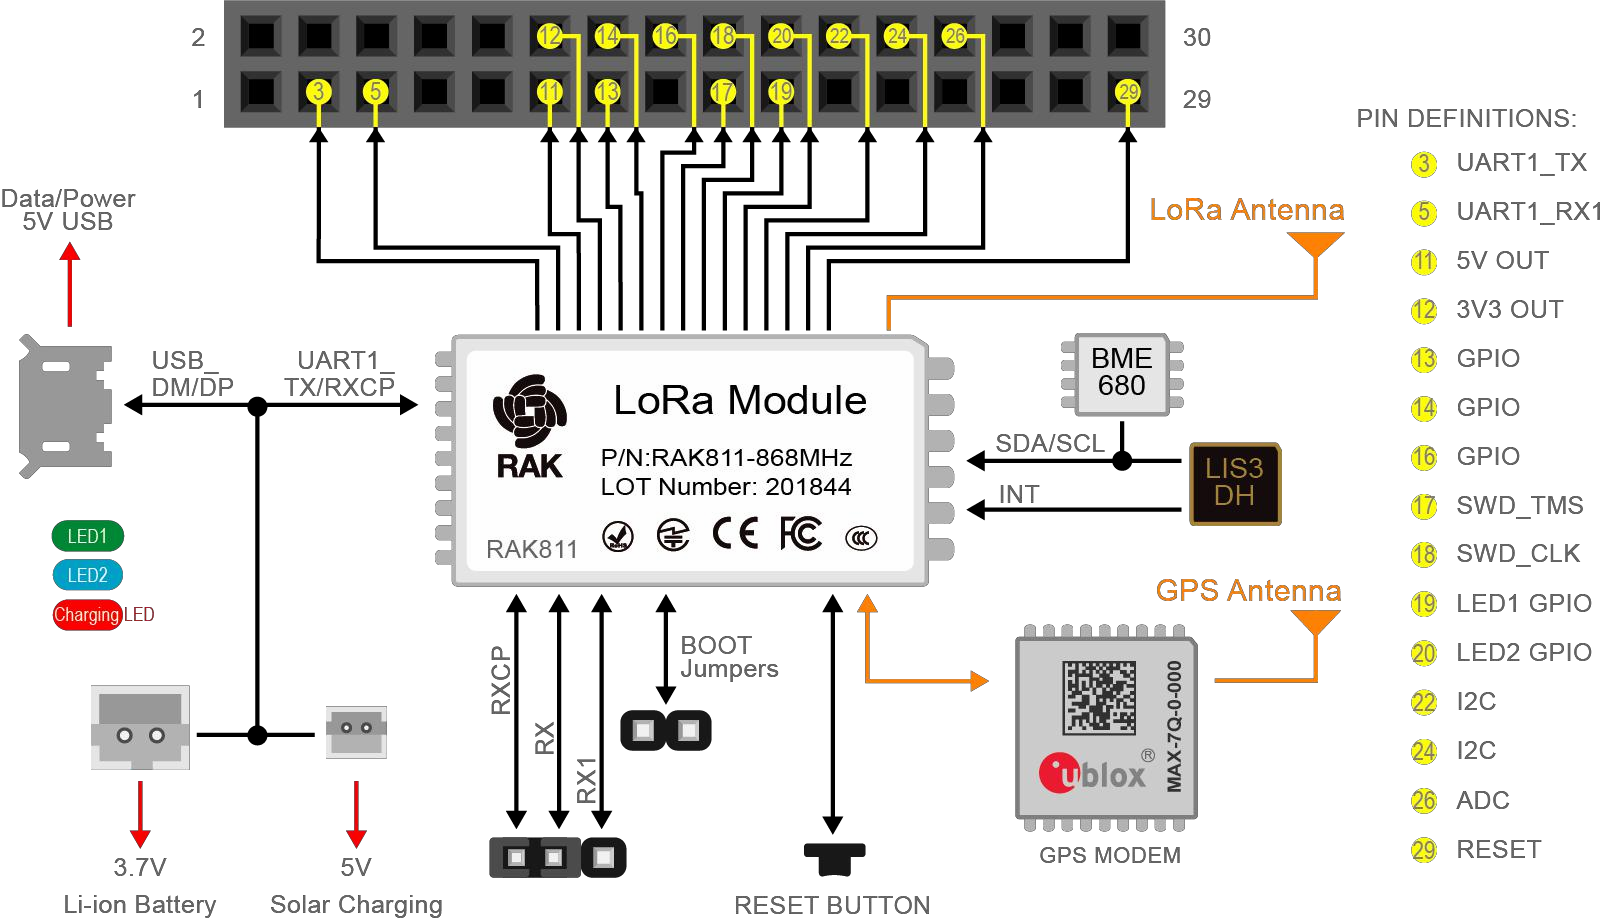 2
12
14
16
18
20
22
24
26
30
1
3
5
11
13
17
19
29
29
PIN DEFINITIONS:
3 UART1_TX
5 UART1_RX1
11 5V OUT
12 3V3 OUT
13 GPIO
14 GPIO
16 GPIO
17 SWD_TMS
18 SWD_CLK
19 LED1 GPIO
20 LED2 GPIO
22 I2C
24 I2C
26 ADC
29 RESET
Data/Power
5V USB
LoRa Antenna
USB_
DM/DP
UART1_
TX/RXCP
LoRa Module
RAK
P/N:RAK811-868MHz
LOT Number: 201844
RAK811
RoHS
CE
FC
CCC
BME
680
SDA/SCL
INT
LIS3
DH
LED1
LED2
Charging LED
GPS Antenna
RXCP
RX
RX1
BOOT
Jumpers
ublox®
MAX-7Q-0-000
GPS MODEM
3.7V
Li-ion Battery
5V
Solar Charging
RESET BUTTON